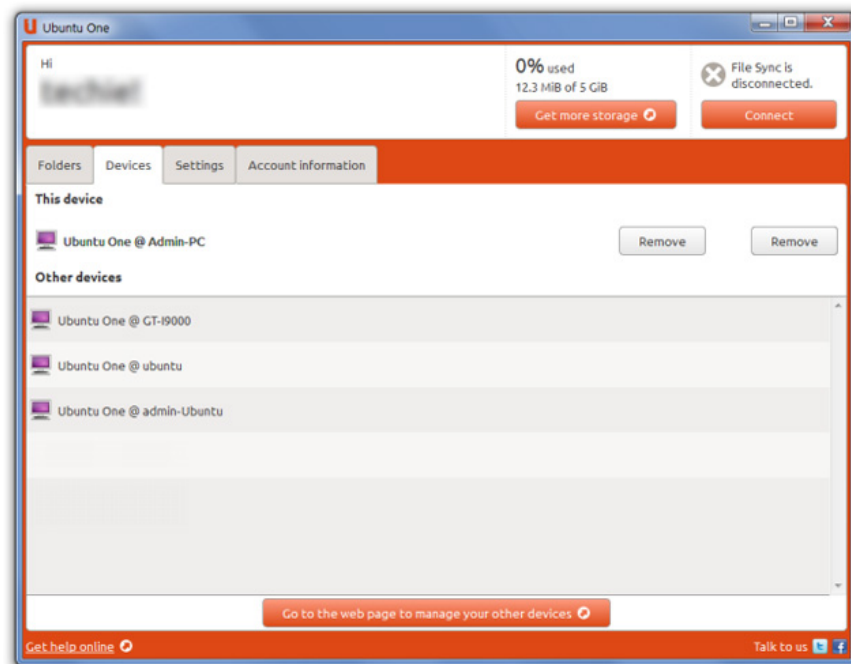 Ubuntu One
Hi
0% used
12.3 MiB of 5 GiB
Get more storage
File Sync is
disconnected.
Connect
Folders
Devices
Settings
Account information
This device
Ubuntu One @ Admin-PC
Remove
Remove
Other devices
Ubuntu One @ GT-I9000
Ubuntu One @ ubuntu
Ubuntu One @ admin-Ubuntu
Go to the web page to manage your other devices
Get help online
Talk to us